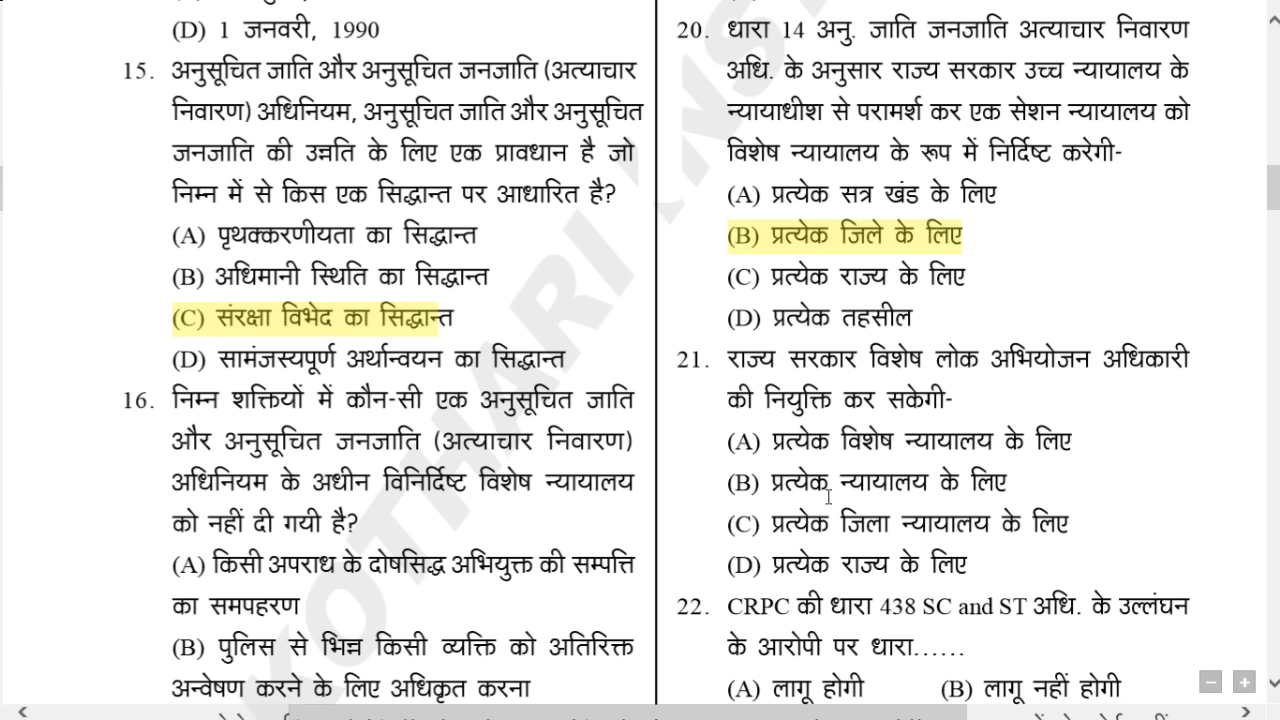 (D) 1 जनवरी, 1990
15. अनुसूचित जाति और अनुसूचित जनजाति (अत्याचार
निवारण) अधिनियम, अनुसूचित जाति और अनुसूचित
जनजाति की उन्नति के लिए एक प्रावधान है जो
निम्न में से किस एक सिद्धान्त पर आधारित है?
(A) पृथक्करणीयता का सिद्धान्त
(B) अधिमानी स्थिति का सिद्धान्त
(C) संरक्षा विभेद का सिद्धान्त
(D) सामंजस्यपूर्ण अर्थान्वयन का सिद्धान्त
16. निम्न शक्तियों में कौन-सी एक अनुसूचित जाति
और अनुसूचित जनजाति (अत्याचार निवारण)
अधिनियम के अधीन विनिर्दिष्ट विशेष न्यायालय
को नहीं दी गयी है?
(A) किसी अपराध के दोषसिद्ध अभियुक्त की सम्पत्ति
का समपहरण
(B) पुलिस से भिन्न किसी व्यक्ति को अतिरिक्त
अन्वेषण करने के लिए अधिकृत करना
20. धारा 14 अनु. जाति जनजाति अत्याचार निवारण
अधि. के अनुसार राज्य सरकार उच्च न्यायालय के
न्यायाधीश से परामर्श कर एक सेशन न्यायालय को
विशेष न्यायालय के रूप में निर्दिष्ट करेगी-
(A) प्रत्येक सत्र खंड के लिए
(B) प्रत्येक जिले के लिए
(C) प्रत्येक राज्य के लिए
(D) प्रत्येक तहसील
21. राज्य सरकार विशेष लोक अभियोजन अधिकारी
की नियुक्ति कर सकेगी-
(A) प्रत्येक विशेष न्यायालय के लिए
(B) प्रत्येक न्यायालय के लिए
(C) प्रत्येक जिला न्यायालय के लिए
(D) प्रत्येक राज्य के लिए
22. CRPC की धारा 438 SC and ST अधि. के उल्लंघन
के आरोपी पर धारा......
(A) लागू होगी (B) लागू नहीं होगी
KOTHARI